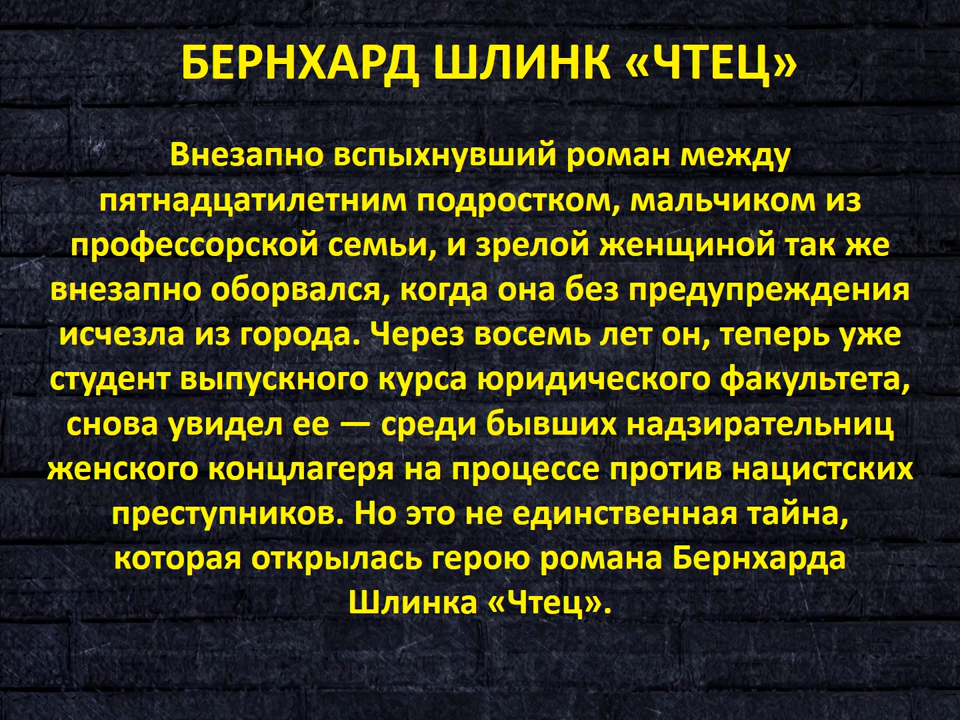 БЕРНХАРД ШЛИНК «ЧТЕЦ»
Внезапно вспыхнувший роман между
пятнадцатилетним подростком, мальчиком из
профессорской семьи, и зрелой женщиной так же
внезапно оборвался, когда она без предупреждения
исчезла из города. Через восемь лет он, теперь уже
студент выпускного курса юридического факультета,
снова увидел ее — среди бывших надзирательниц
женского концлагеря на процессе против нацистских
преступников. Но это не единственная тайна,
которая открылась герою романа Бернхарда
Шлинка «Чтец».